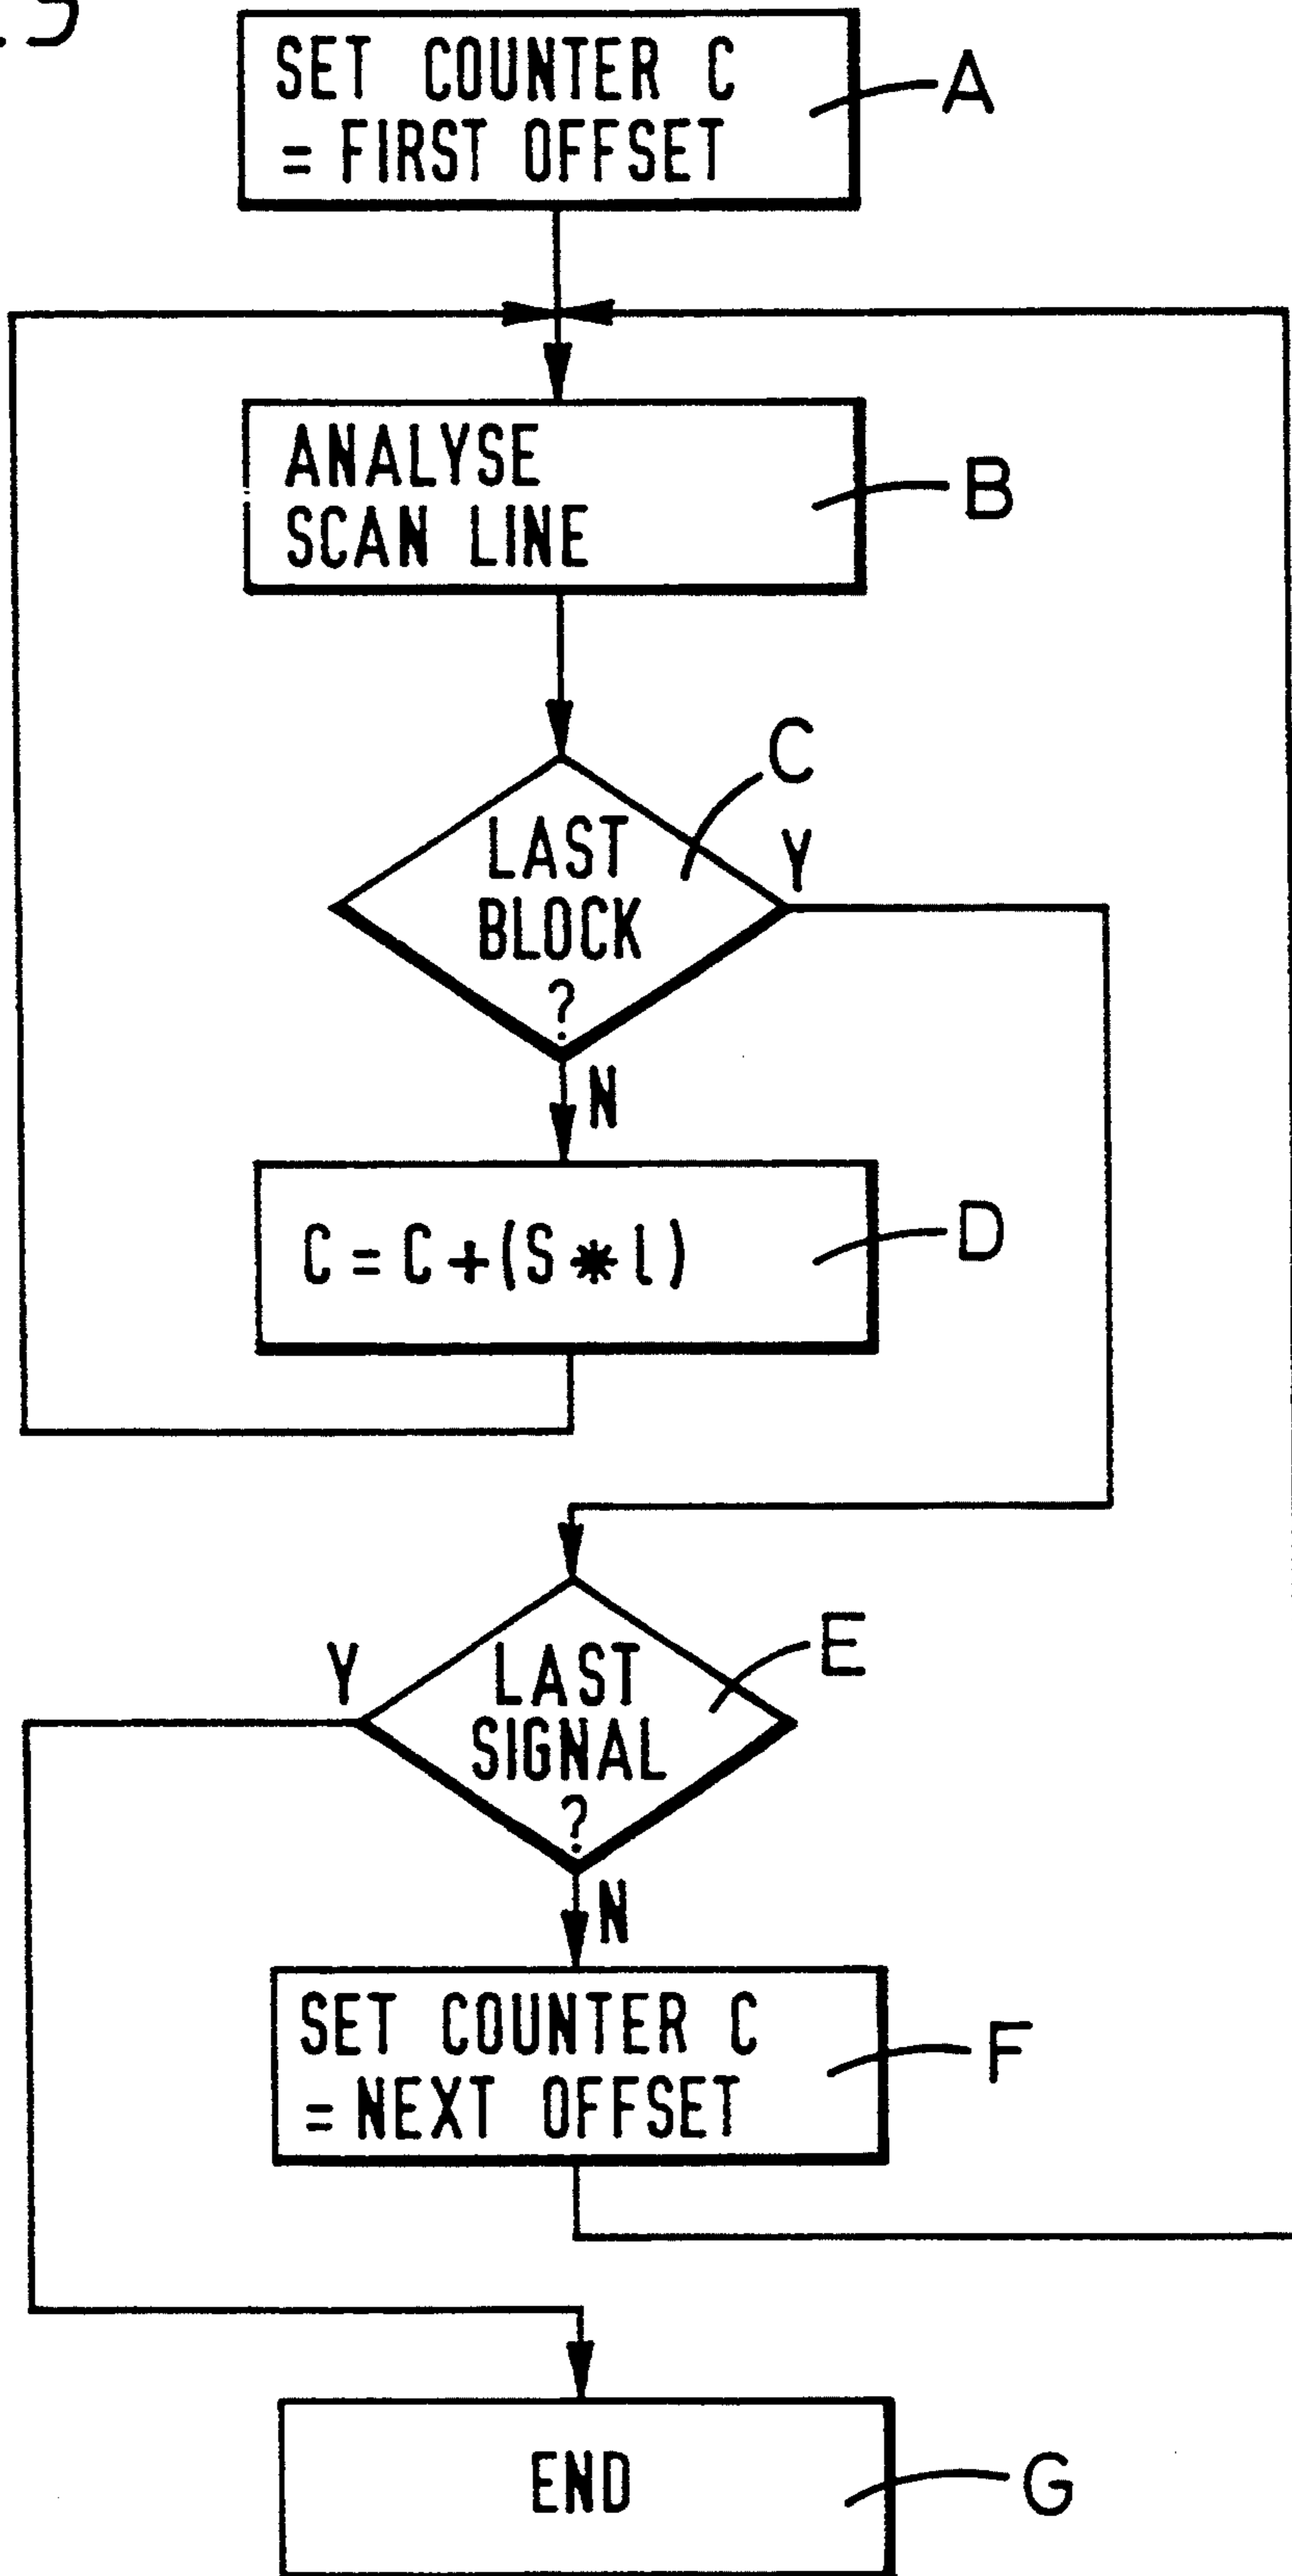 SET COUNTER C
= FIRST OFFSET
A
ANALYSE
SCAN LINE
B
C
LAST
BLOCK
?
Y
N
C = C + (S * l)
D
E
Y
LAST
SIGNAL
?
N
SET COUNTER C
= NEXT OFFSET
F
END
G